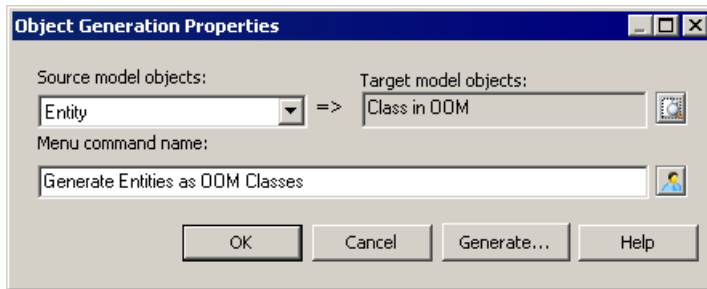 Object Generation Properties
Source model objects:
Target model objects:
Entity
=>
Class in OOM
Menu command name:
Generate Entities as OOM Classes
OK
Cancel
Generate...
Help